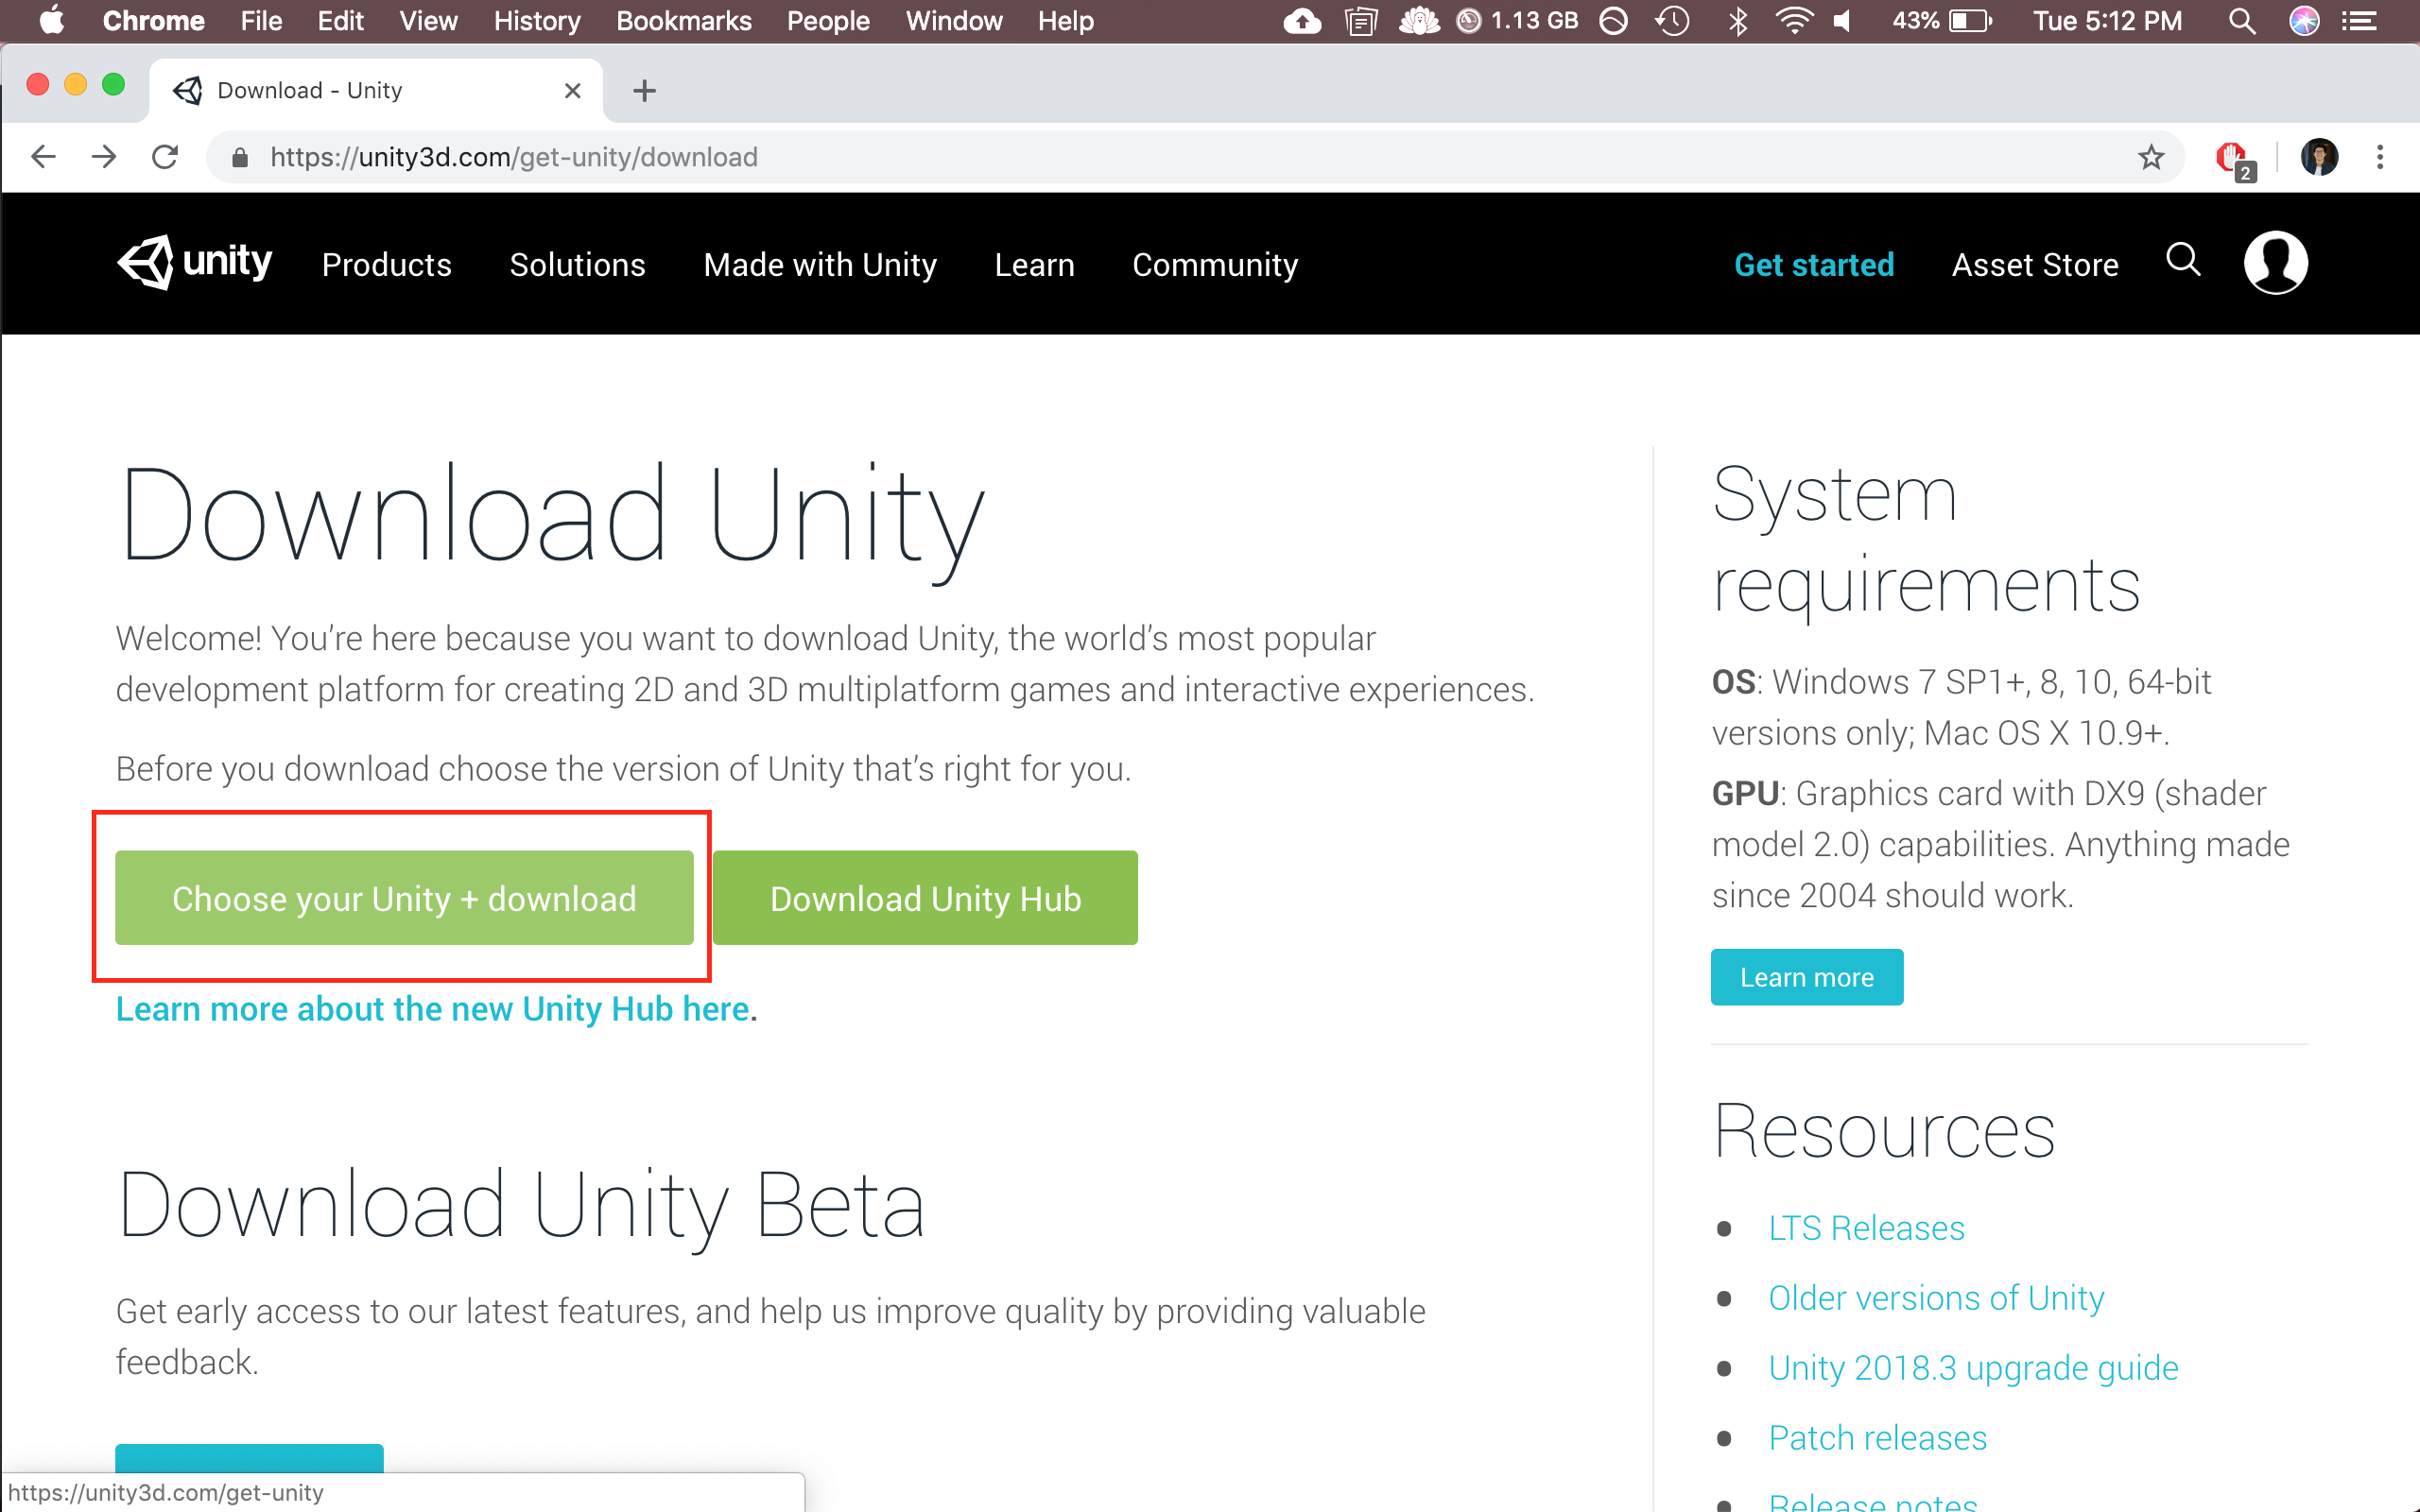 Chrome File Edit View History Bookmarks People Window Help 1.13 GB 43% Tue 5:12 PM
Download - Unity
https://unity3d.com/get-unity/download
2
unity Products Solutions Made with Unity Learn Community Get started Asset Store
Download Unity
Welcome! You’re here because you want to download Unity, the world’s most popular
development platform for creating 2D and 3D multiplatform games and interactive experiences.
Before you download choose the version of Unity that’s right for you.
Choose your Unity + download
Download Unity Hub
Learn more about the new Unity Hub here.
Download Unity Beta
Get early access to our latest features, and help us improve quality by providing valuable
feedback.
System
requirements
OS: Windows 7 SP1+, 8, 10, 64-bit
versions only; Mac OS X 10.9+.
GPU: Graphics card with DX9 (shader
model 2.0) capabilities. Anything made
since 2004 should work.
Learn more
Resources
LTS Releases
Older versions of Unity
Unity 2018.3 upgrade guide
Patch releases
Release notes
https://unity3d.com/get-unity